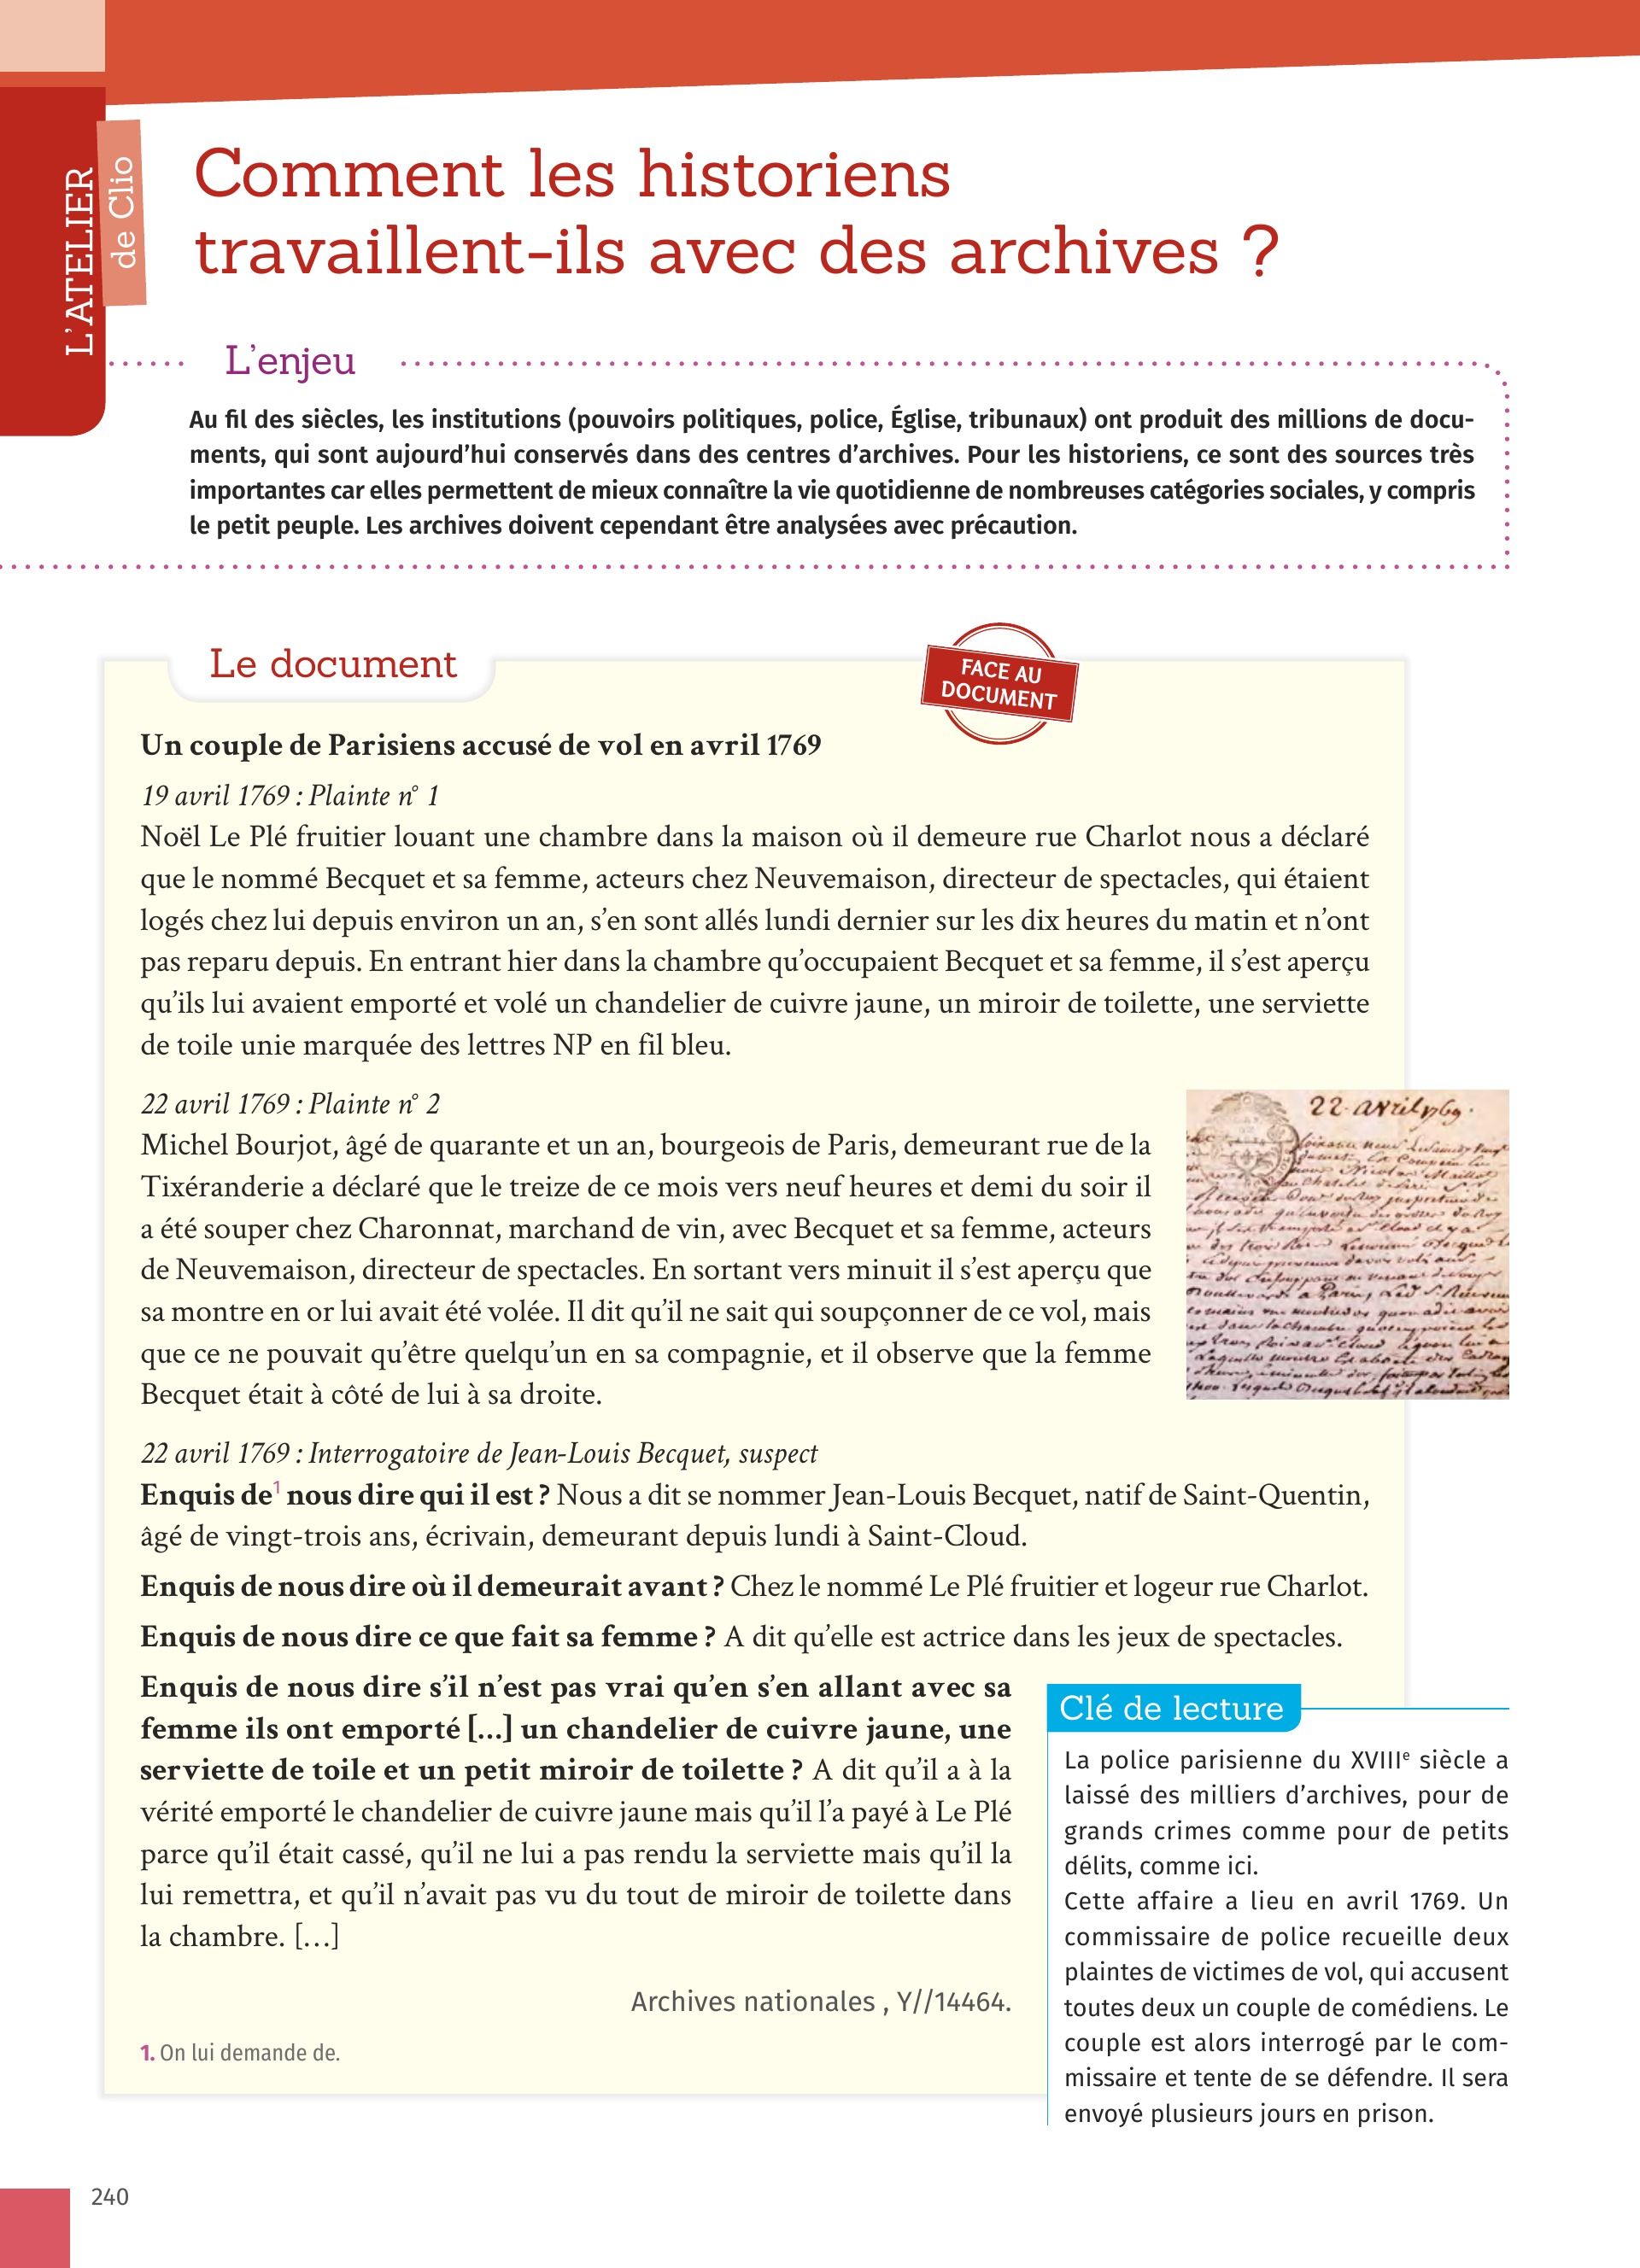 L'ATELIER
de Clio
Comment les historiens
travaillent-ils avec des archives ?
L'enjeu
Au fil des siècles, les institutions (pouvoirs politiques, police, Église, tribunaux) ont produit des millions de docu-
ments, qui sont aujourd'hui conservés dans des centres d'archives. Pour les historiens, ce sont des sources très
importantes car elles permettent de mieux connaître la vie quotidienne de nombreuses catégories sociales, y compris
le petit peuple. Les archives doivent cependant être analysées avec précaution.
Le document
FACE AU
DOCUMENT
Un couple de Parisiens accusé de vol en avril 1769
19 avril 1769 : Plainte n° 1
Noël Le Plé fruitier louant une chambre dans la maison où il demeure rue Charlot nous a déclaré
que le nommé Becquet et sa femme, acteurs chez Neuvemaison, directeur de spectacles, qui étaient
logés chez lui depuis environ un an, s'en sont allés lundi dernier sur les dix heures du matin et n'ont
pas reparu depuis. En entrant hier dans la chambre qu'occupaient Becquet et sa femme, il s'est aperçu
qu'ils lui avaient emporté et volé un chandelier de cuivre jaune, un miroir de toilette, une serviette
de toile unie marquée des lettres NP en fil bleu.
22 avril 1769 : Plainte n° 2
Michel Bourjot, âgé de quarante et un an, bourgeois de Paris, demeurant rue de la
Tixéranderie a déclaré que le treize de ce mois vers neuf heures et demi du soir il
a été souper chez Charonnat, marchand de vin, avec Becquet et sa femme, acteurs
de Neuvemaison, directeur de spectacles. En sortant vers minuit il s'est aperçu que
sa montre en or lui avait été volée. Il dit qu'il ne sait qui soupçonner de ce vol, mais
que ce ne pouvait qu'être quelqu'un en sa compagnie, et il observe que la femme
Becquet était à côté de lui à sa droite.
22 avril 1769.
22 avril 1769 : Interrogatoire de Jean-Louis Becquet, suspect
Enquis de1 nous dire qui il est ? Nous a dit se nommer Jean-Louis Becquet, natif de Saint-Quentin,
âgé de vingt-trois ans, écrivain, demeurant depuis lundi à Saint-Cloud.
Enquis de nous dire où il demeurait avant ? Chez le nommé Le Plé fruitier et logeur rue Charlot.
Enquis de nous dire ce que fait sa femme ? A dit qu'elle est actrice dans les jeux de spectacles.
Enquis de nous dire s'il n'est pas vrai qu'en s'en allant avec sa
femme ils ont emporté [...] un chandelier de cuivre jaune, une
serviette de toile et un petit miroir de toilette ? A dit qu'il a à la
vérité emporté le chandelier de cuivre jaune mais qu'il l'a payé à Le Plé
parce qu'il était cassé, qu'il ne lui a pas rendu la serviette mais qu'il la
lui remettra, et qu'il n'avait pas vu du tout de miroir de toilette dans
la chambre. [...]
Archives nationales , Y//14464.
1. On lui demande de.
Clé de lecture
La police parisienne du XVIIIe siècle a
laissé des milliers d'archives, pour de
grands crimes comme pour de petits
délits, comme ici.
Cette affaire a lieu en avril 1769. Un
commissaire de police recueille deux
plaintes de victimes de vol, qui accusent
toutes deux un couple de comédiens. Le
couple est alors interrogé par le com-
missaire et tente de se défendre. Il sera
envoyé plusieurs jours en prison.
240